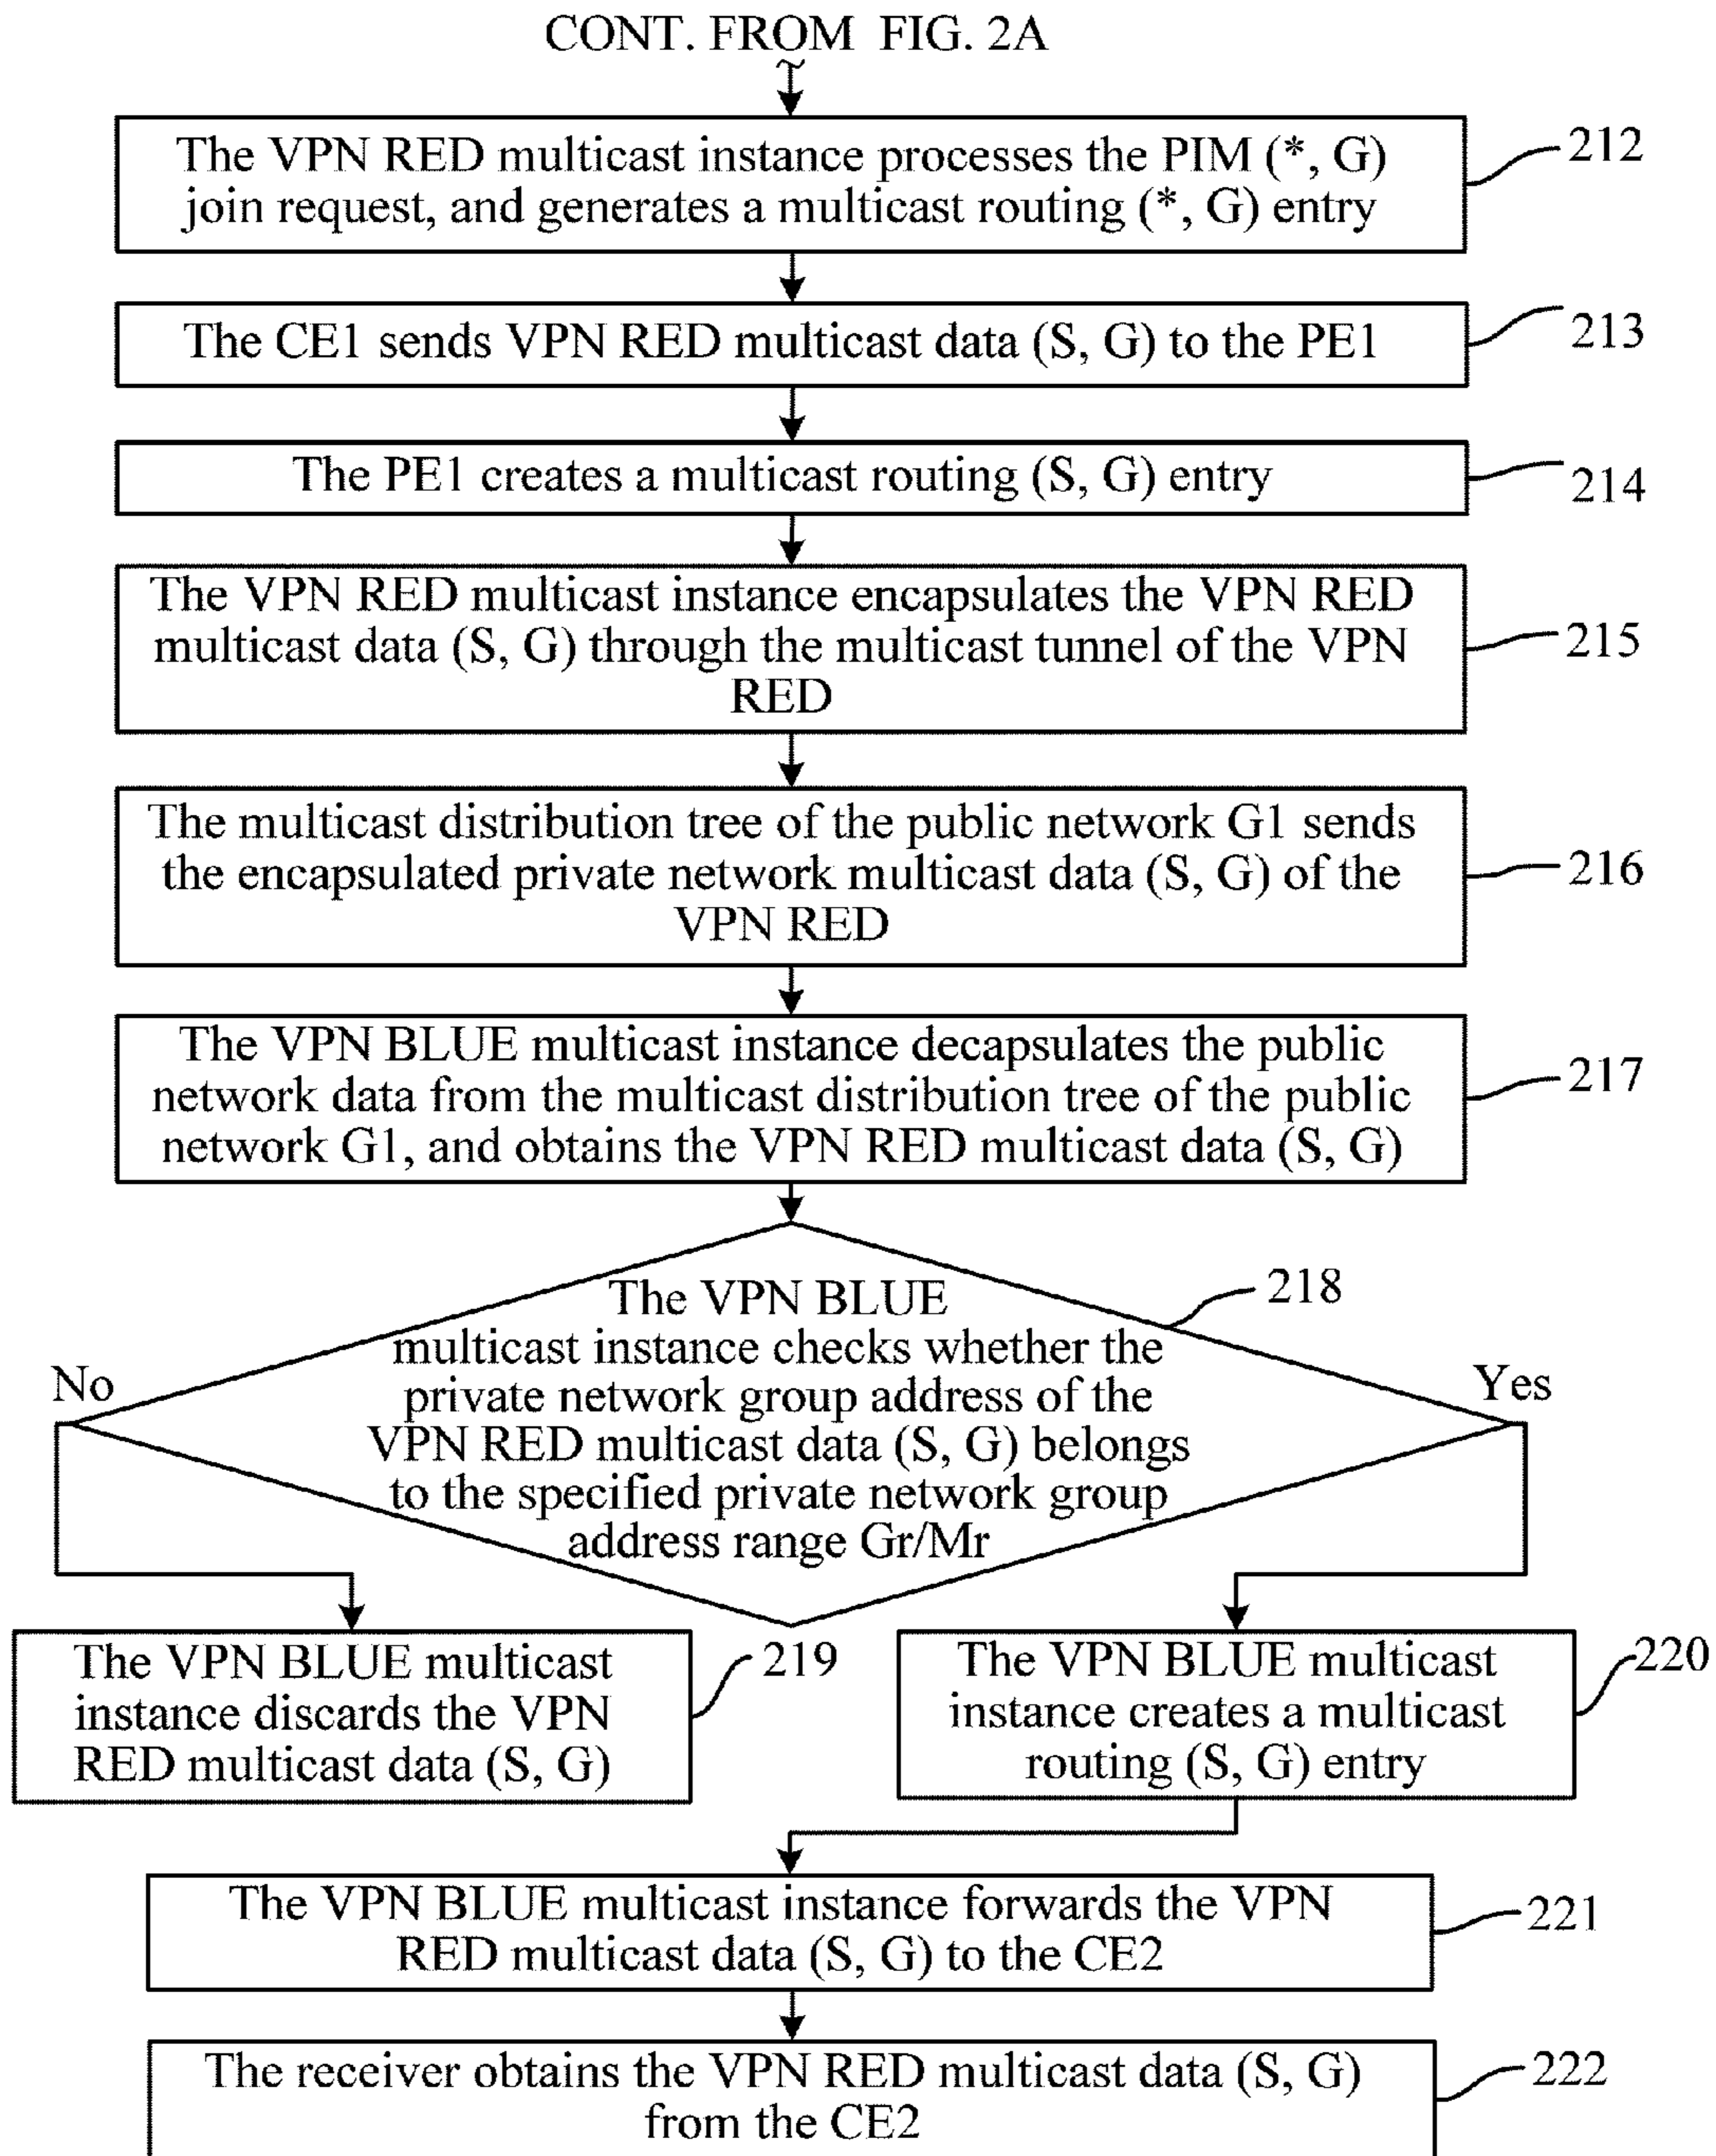 CONT. FROM FIG. 2A
The VPN RED multicast instance processes the PIM (*, G)
join request, and generates a multicast routing (*, G) entry
212
The CE1 sends VPN RED multicast data (S, G) to the PE1
213
The PE1 creates a multicast routing (S, G) entry
214
The VPN RED multicast instance encapsulates the VPN RED
multicast data (S, G) through the multicast tunnel of the VPN
RED
215
The multicast distribution tree of the public network G1 sends
the encapsulated private network multicast data (S, G) of the
VPN RED
216
The VPN BLUE multicast instance decapsulates the public
network data from the multicast distribution tree of the public
network G1, and obtains the VPN RED multicast data (S, G)
217
The VPN BLUE
multicast instance checks whether the
private network group address of the
VPN RED multicast data (S, G) belongs
to the specified private network group
address range Gr/Mr
218
No
Yes
The VPN BLUE multicast
instance discards the VPN
RED multicast data (S, G)
219
The VPN BLUE multicast
instance creates a multicast
routing (S, G) entry
220
The VPN BLUE multicast instance forwards the VPN
RED multicast data (S, G) to the CE2
221
The receiver obtains the VPN RED multicast data (S, G)
from the CE2
222